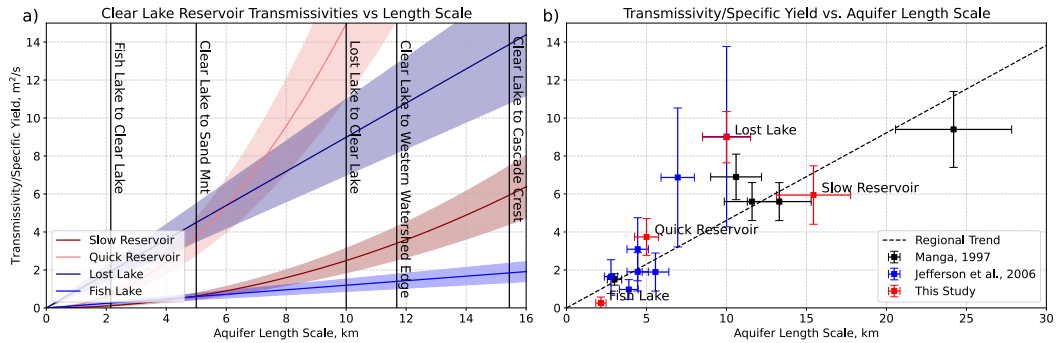 a)
Clear Lake Reservoir Transmissivities vs Length Scale
Transmissivity/Specific Yield, m²/s
14
12
10
8
6
4
2
0
Fish Lake to Clear Lake
Clear Lake to Sand Mnt
Lost Lake to Clear Lake
Clear Lake to Western Watershed Edge
Clear Lake to Cascade Crest
Slow Reservoir
Quick Reservoir
Lost Lake
Fish Lake
0 2 4 6 8 10 12 14 16
Aquifer Length Scale, km
b)
Transmissivity/Specific Yield vs. Aquifer Length Scale
14
12
10
8
6
4
2
0
Lost Lake
Slow Reservoir
Quick Reservoir
Fish Lake
Regional Trend
Manga, 1997
Jefferson et al., 2006
This Study
0 5 10 15 20 25 30
Aquifer Length Scale, km